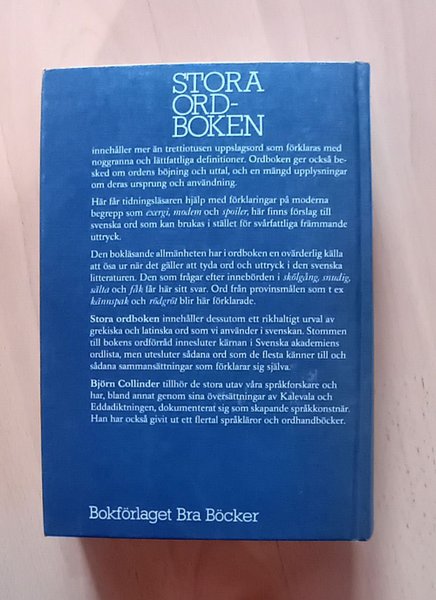 STORA
ORD-
BOKEN
innehåller mer än trettiotusen uppslagsord som förklaras med
noggranna och lättfattliga definitioner. Ordboken ger också be-
sked om ordens böjning och uttal, och en mängd upplysningar
om deras ursprung och användning.
Här får tidningsläsaren hjälp med förklaringar på moderna
begrepp som exergi, modem och spoiler, här finns förslag till
svenska ord som kan brukas i stället för svårfattliga främmande
uttryck.
Den bokläsande allmänheten har i ordboken en ovärderlig källa
att ösa ur när det gäller att tyda ord och uttryck i den svenska
litteraturen. Den som frågar efter innebörden i skölgång, snudig,
sälta och fäk får här sitt svar. Ord från provinsmålen som t ex
kännspak och rödgröt blir här förklarade.
Stora ordboken innehåller dessutom ett rikhaltigt urval av
grekiska och latinska ord som vi använder i svenskan. Stommen
till bokens ordförråd innesluter kärnan i Svenska akademiens
ordlista, men utesluter sådana ord som de flesta känner till och
sådana sammansättningar som förklarar sig själva.
Björn Collinder tillhör de stora utav våra språkforskare och
har, bland annat genom sina översättningar av Kalevala och
Eddadiktningen, dokumenterat sig som skapande språkkonstnär.
Han har också givit ut ett flertal språkläror och ordhandböcker.
Bokförlaget Bra Böcker